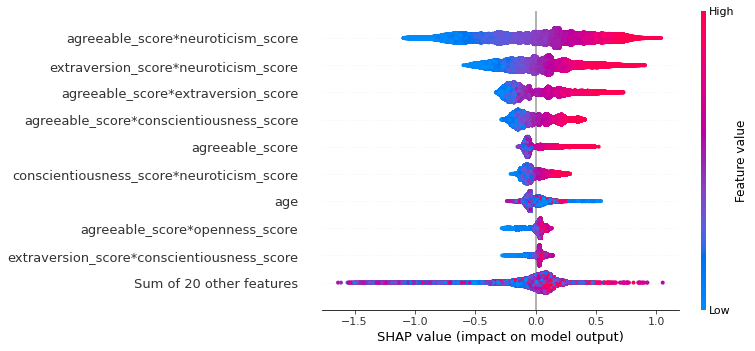 High
agreeable_score*neuroticism_score
extraversion_score*neuroticism_score
agreeable_score*extraversion_score
agreeable_score*conscientiousness_score
agreeable_score
conscientiousness_score*neuroticism_score
age
agreeable_score*openness_score
extraversion_score*conscientiousness_score
Sum of 20 other features
Feature value
Low
−1.5 −1.0 −0.5 0.0 0.5 1.0
SHAP value (impact on model output)